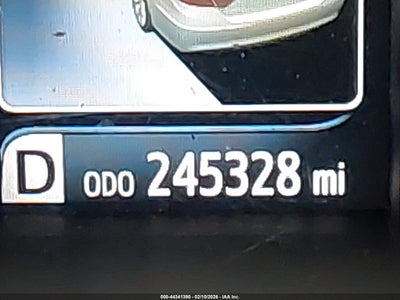 D ODO 245328 mi
000-44341390 - 02/10/2026 - IAA Inc.